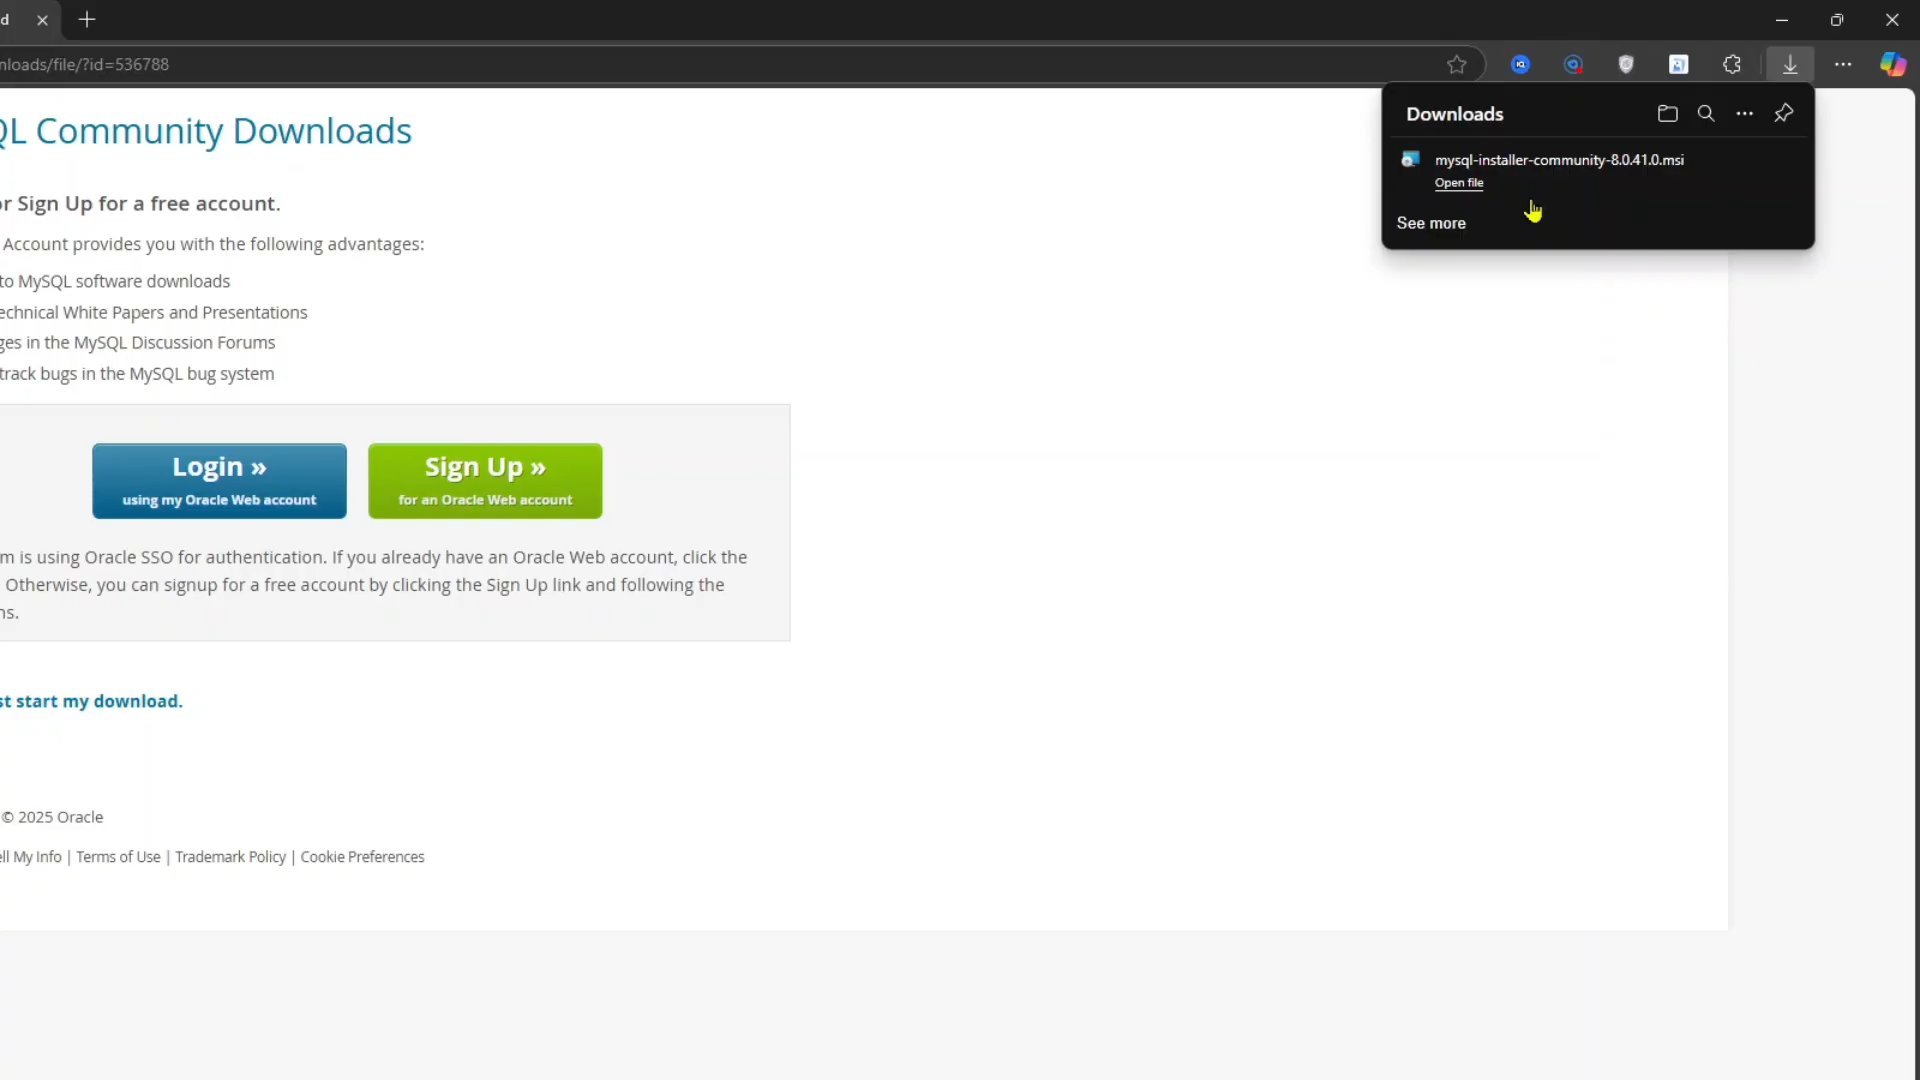 d
nloads/file/?id=536788
QL Community Downloads
Downloads
mysql-installer-community-8.0.41.0.msi
Open file
See more
or Sign Up for a free account.
Account provides you with the following advantages:
to MySQL software downloads
echnical White Papers and Presentations
ges in the MySQL Discussion Forums
track bugs in the MySQL bug system
Login »
using my Oracle Web account
Sign Up »
for an Oracle Web account
m is using Oracle SSO for authentication. If you already have an Oracle Web account, click the
Otherwise, you can signup for a free account by clicking the Sign Up link and following the
ns.
st start my download.
© 2025 Oracle
ell My Info | Terms of Use | Trademark Policy | Cookie Preferences